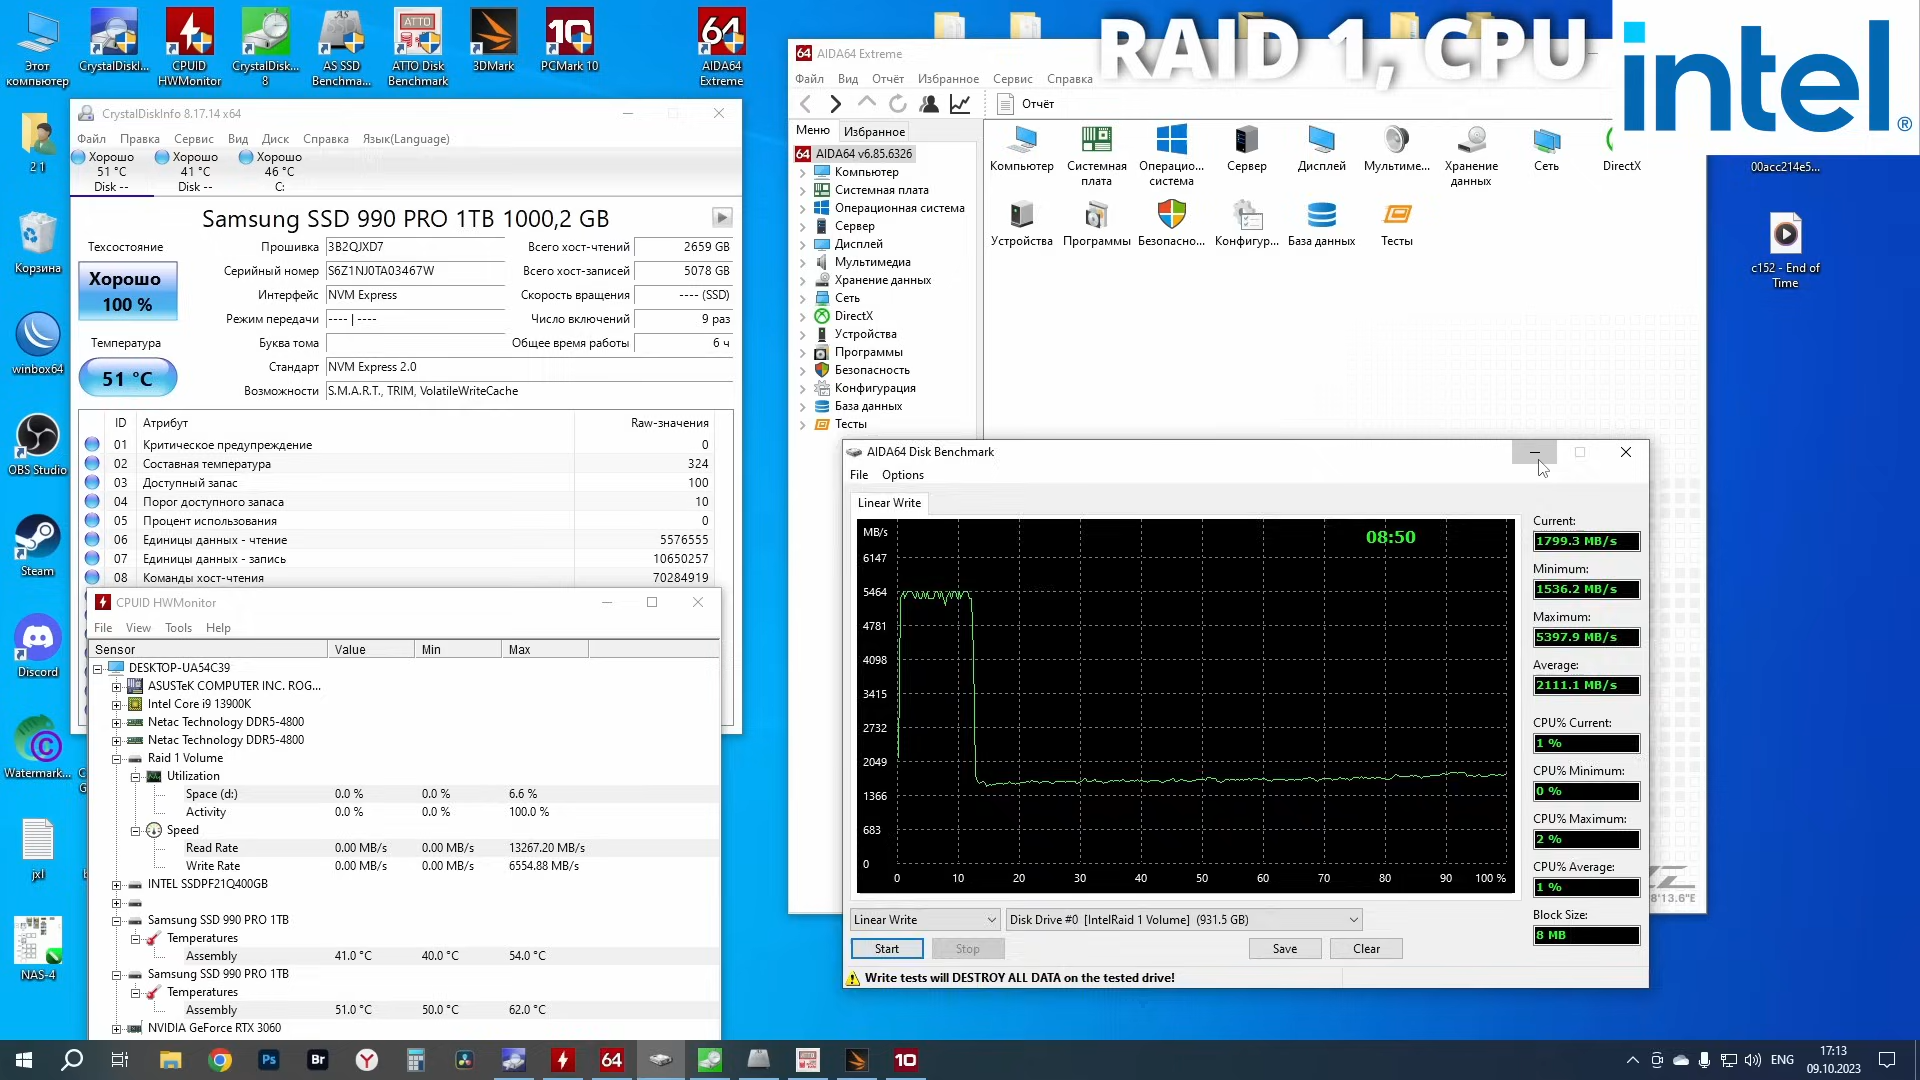 RAID 1, CPU
intel®
Этот компьютер
CrystalDiskI...
CPUID HWMonitor
CrystalDisk... 8
AS SSD Benchma...
ATTO Disk Benchmark
3DMark
PCMark 10
AIDA64 Extreme
2 1
Корзина
winbox64
OBS Studio
Steam
Discord
Watermark...
jxl
NAS-4
00acc214e5...
c152 - End of Time
CrystalDiskInfo 8.17.14 x64
Файл Правка Сервис Вид Диск Справка Язык(Language)
Хорошо Хорошо Хорошо
51 °C 41 °C 46 °C
Disk -- Disk -- C:
Samsung SSD 990 PRO 1TB 1000,2 GB
Техсостояние
Хорошо
100 %
Температура
51 °C
Прошивка 3B2QJXD7
Серийный номер S6Z1NJ0TA03467W
Интерфейс NVM Express
Режим передачи ---- | ----
Буква тома
Стандарт NVM Express 2.0
Возможности S.M.A.R.T., TRIM, VolatileWriteCache
Всего хост-чтений 2659 GB
Всего хост-записей 5078 GB
Скорость вращения ---- (SSD)
Число включений 9 раз
Общее время работы 6 ч
ID Атрибут Raw-значения
01 Критическое предупреждение 0
02 Составная температура 324
03 Доступный запас 100
04 Порог доступного запаса 10
05 Процент использования 0
06 Единицы данных - чтение 5576555
07 Единицы данных - запись 10650257
08 Команды хост-чтения 70284919
CPUID HWMonitor
File View Tools Help
Sensor Value Min Max
DESKTOP-UA54C39
ASUSTeK COMPUTER INC. ROG...
Intel Core i9 13900K
Netac Technology DDR5-4800
Netac Technology DDR5-4800
Raid 1 Volume
Utilization
Space (d:) 0.0 % 0.0 % 6.6 %
Activity 0.0 % 0.0 % 100.0 %
Speed
Read Rate 0.00 MB/s 0.00 MB/s 13267.20 MB/s
Write Rate 0.00 MB/s 0.00 MB/s 6554.88 MB/s
INTEL SSDPF21Q400GB
Samsung SSD 990 PRO 1TB
Temperatures
Assembly 41.0 °C 40.0 °C 54.0 °C
Samsung SSD 990 PRO 1TB
Temperatures
Assembly 51.0 °C 50.0 °C 62.0 °C
NVIDIA GeForce RTX 3060
AIDA64 Extreme
Файл Вид Отчёт Избранное Сервис Справка
Отчёт
Меню Избранное
AIDA64 v6.85.6326
Компьютер
Системная плата
Операционная система
Сервер
Дисплей
Мультимедиа
Хранение данных
Сеть
DirectX
Устройства
Программы
Безопасность
Конфигурация
База данных
Тесты
Компьютер
Системная плата
Операцио... система
Сервер
Дисплей
Мультиме...
Хранение данных
Сеть
DirectX
Устройства
Программы
Безопасно...
Конфигур...
База данных
Тесты
AIDA64 Disk Benchmark
File Options
Linear Write
MB/s
08:50
6147
5464
4781
4098
3415
2732
2049
1366
683
0
0 10 20 30 40 50 60 70 80 90 100 %
Current:
1799.3 MB/s
Minimum:
1536.2 MB/s
Maximum:
5397.9 MB/s
Average:
2111.1 MB/s
CPU% Current:
1 %
CPU% Minimum:
0 %
CPU% Maximum:
2 %
CPU% Average:
1 %
Block Size:
8 MB
Linear Write
Disk Drive #0 [IntelRaid 1 Volume] (931.5 GB)
Start Stop Save Clear
Write tests will DESTROY ALL DATA on the tested drive!
8'13.6"E
ENG
17:13
09.10.2023